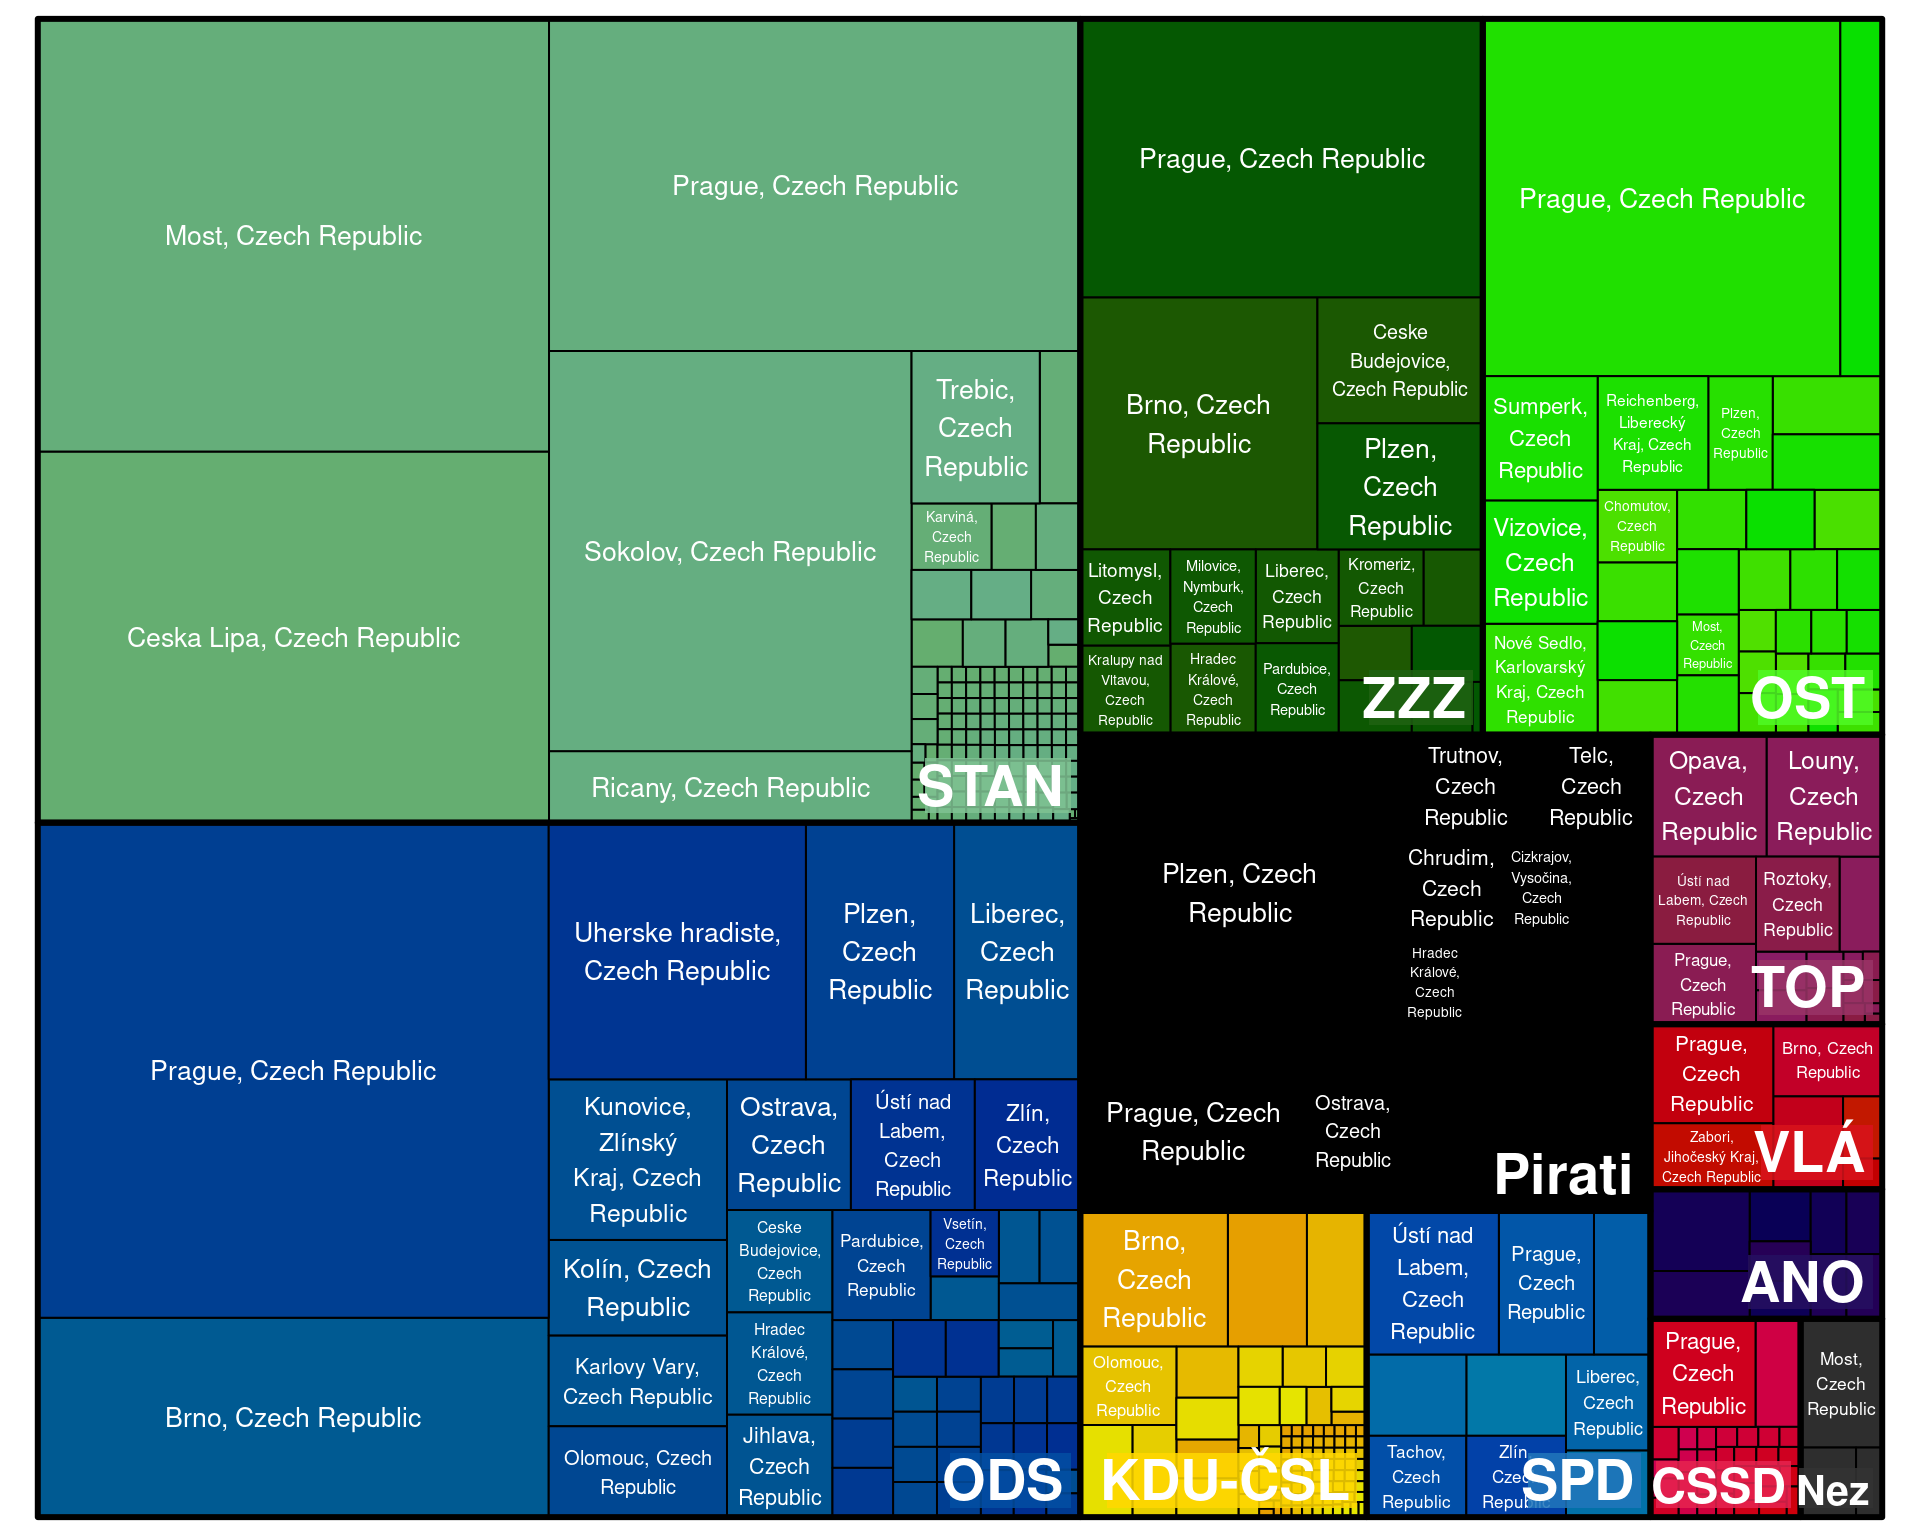 Most, Czech Republic
Ceska Lipa, Czech Republic
Prague, Czech Republic
Sokolov, Czech Republic
Ricany, Czech Republic
Trebic,
Czech
Republic
Karviná,
Czech
Republic
STAN
Prague, Czech Republic
Brno, Czech
Republic
Ceske
Budejovice,
Czech Republic
Plzen,
Czech
Republic
Litomysl,
Czech
Republic
Milovice,
Nymburk,
Czech
Republic
Liberec,
Czech
Republic
Kromeriz,
Czech
Republic
Kralupy nad
Vltavou,
Czech
Republic
Hradec
Králové,
Czech
Republic
Pardubice,
Czech
Republic
ZZZ
Prague, Czech Republic
Sumperk,
Czech
Republic
Reichenberg,
Liberecký
Kraj, Czech
Republic
Plzen,
Czech
Republic
Vizovice,
Czech
Republic
Chomutov,
Czech
Republic
Nové Sedlo,
Karlovarský
Kraj, Czech
Republic
Most,
Czech
Republic
OST
Prague, Czech Republic
Brno, Czech Republic
Uherske hradiste,
Czech Republic
Plzen,
Czech
Republic
Liberec,
Czech
Republic
Kunovice,
Zlínský
Kraj, Czech
Republic
Kolín, Czech
Republic
Karlovy Vary,
Czech Republic
Olomouc, Czech
Republic
Ostrava,
Czech
Republic
Ústí nad
Labem,
Czech
Republic
Zlín,
Czech
Republic
Ceske
Budejovice,
Czech
Republic
Pardubice,
Czech
Republic
Vsetín,
Czech
Republic
Hradec
Králové,
Czech
Republic
Jihlava,
Czech
Republic
ODS
Plzen, Czech
Republic
Prague, Czech
Republic
Trutnov,
Czech
Republic
Telc,
Czech
Republic
Chrudim,
Czech
Republic
Cizkrajov,
Vysočina,
Czech
Republic
Hradec
Králové,
Czech
Republic
Ostrava,
Czech
Republic
Pirati
Opava,
Czech
Republic
Louny,
Czech
Republic
Ústí nad
Labem, Czech
Republic
Roztoky,
Czech
Republic
Prague,
Czech
Republic
TOP
Prague,
Czech
Republic
Brno, Czech
Republic
Zabori,
Jihočeský Kraj,
Czech Republic
VLÁ
ANO
Brno,
Czech
Republic
Olomouc,
Czech
Republic
KDU-ČSL
Ústí nad
Labem,
Czech
Republic
Prague,
Czech
Republic
Liberec,
Czech
Republic
Tachov,
Czech
Republic
Zlín
SPD
Prague,
Czech
Republic
CSSD
Most,
Czech
Republic
Nez